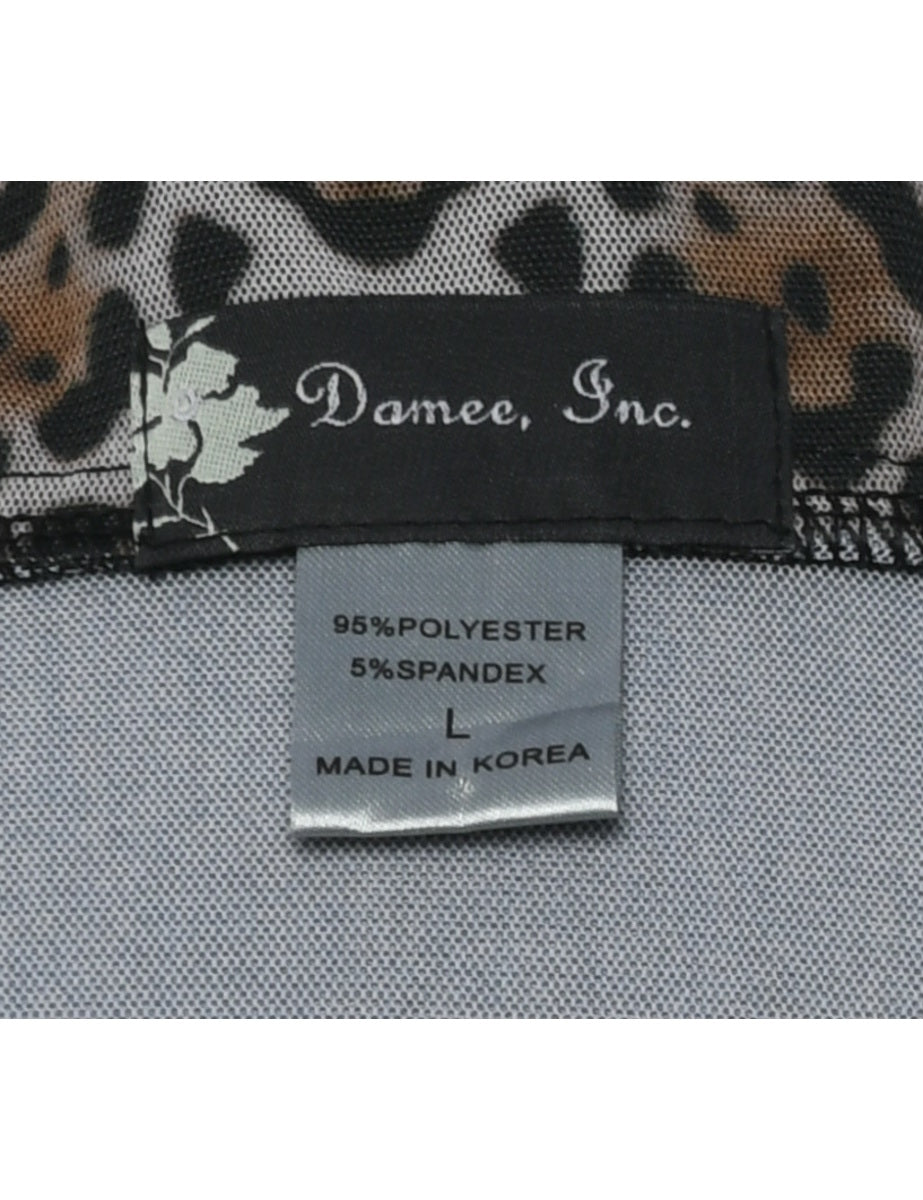 Damee, Inc.
95%POLYESTER
5%SPANDEX
L
MADE IN KOREA